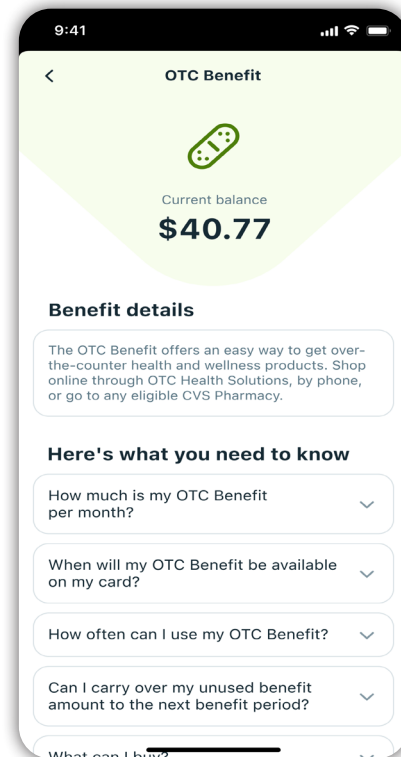 9:41
OTC Benefit
Current balance
$40.77
Benefit details
The OTC Benefit offers an easy way to get over-
the-counter health and wellness products. Shop
online through OTC Health Solutions, by phone,
or go to any eligible CVS Pharmacy.
Here's what you need to know
How much is my OTC Benefit
per month?
When will my OTC Benefit be available
on my card?
How often can I use my OTC Benefit?
Can I carry over my unused benefit
amount to the next benefit period?
What can I buy?